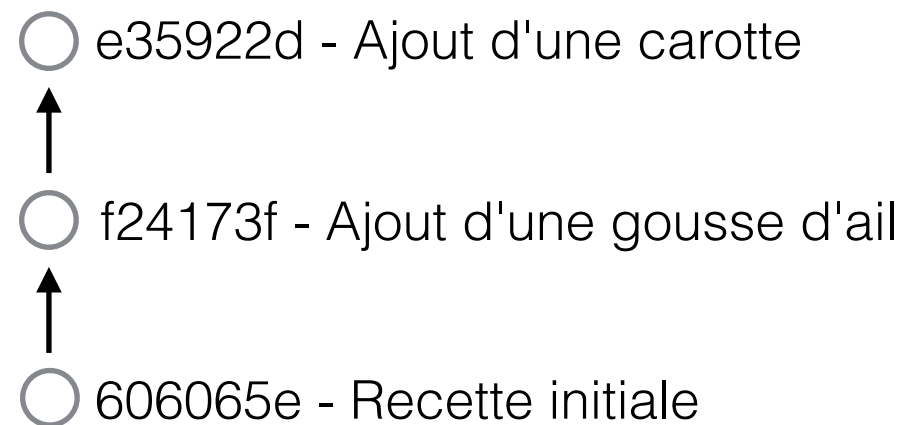 e35922d - Ajout d'une carotte
f24173f - Ajout d'une gousse d'ail
606065e - Recette initiale